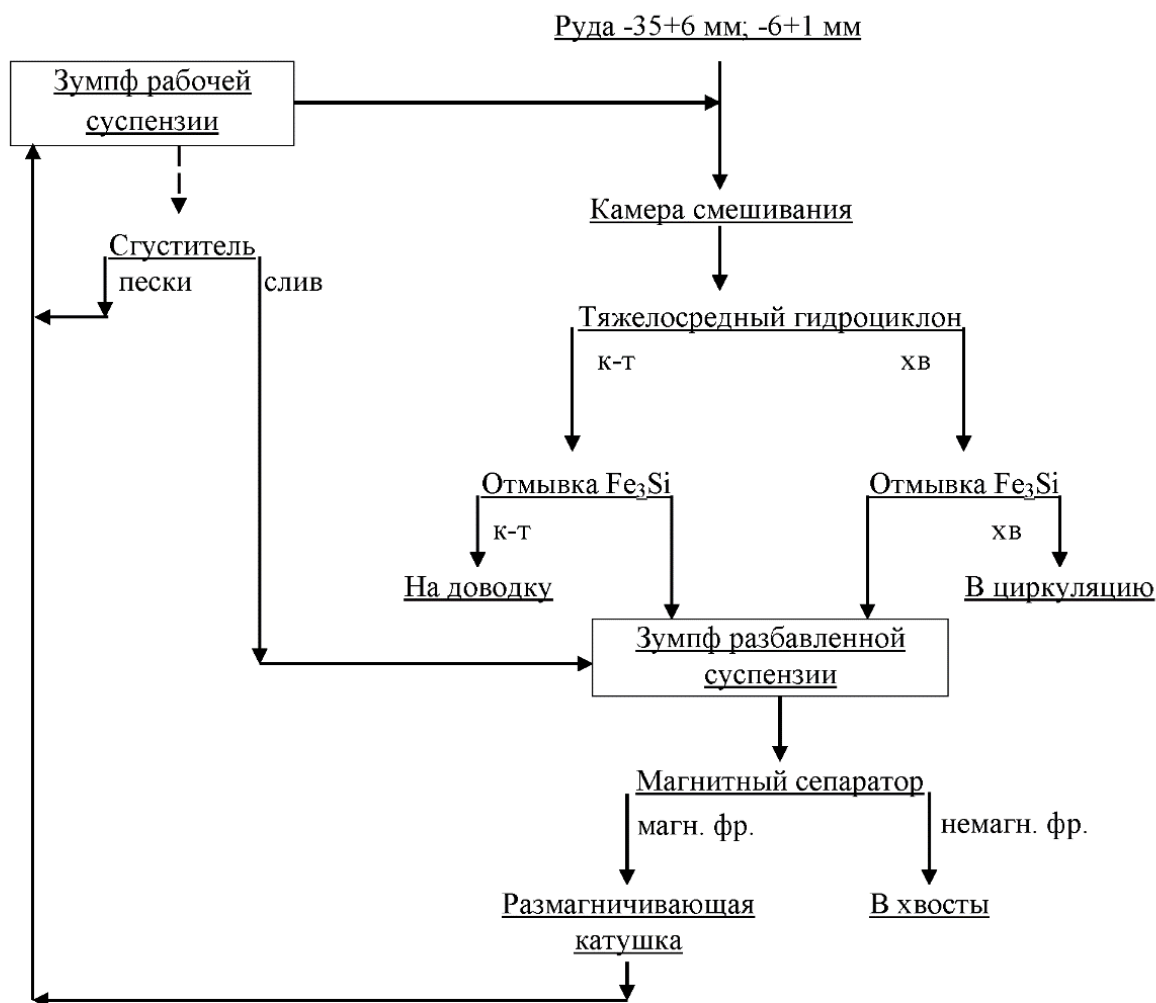 Руда -35+6 мм; -6+1 мм
Зумпф рабочей
суспензии
Камера смешивания
Сгуститель
пески
слив
Тяжелосредный гидроциклон
к-т
хв
Отмывка Fe₃Si
Отмывка Fe₃Si
к-т
хв
На доводку
В циркуляцию
Зумпф разбавленной
суспензии
Магнитный сепаратор
магн. фр.
немагн. фр.
Размагничивающая
катушка
В хвосты